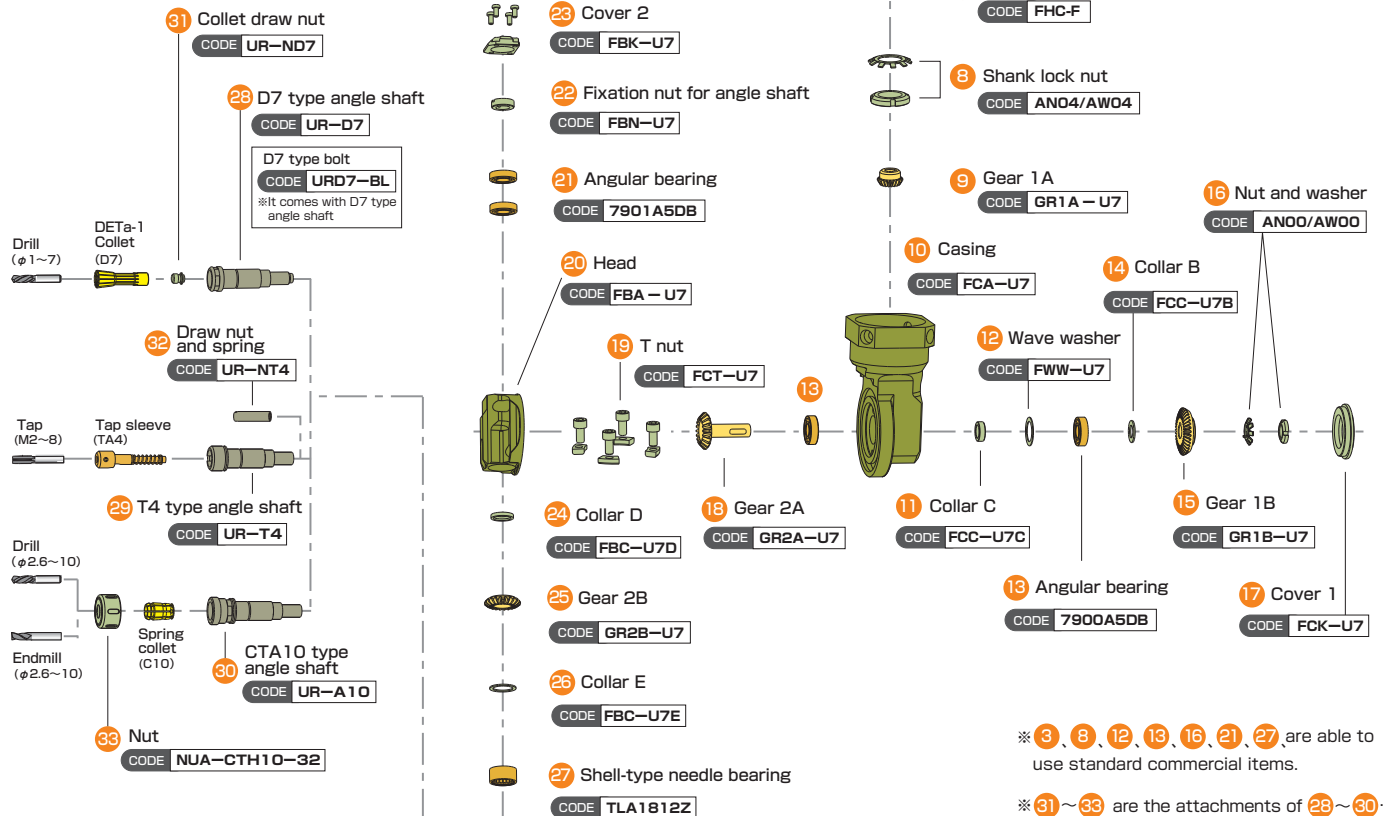 31 Collet draw nut
CODE UR−ND7
28 D7 type angle shaft
CODE UR−D7
D7 type bolt
CODE URD7−BL
※It comes with D7 type
angle shaft
Drill
(φ1~7)
DETa-1
Collet
(D7)
32 Draw nut
and spring
CODE UR−NT4
Tap
(M2~8)
Tap sleeve
(TA4)
29 T4 type angle shaft
CODE UR−T4
Drill
(φ2.6~10)
Endmill
(φ2.6~10)
Spring
collet
(C10)
30 CTA10 type
angle shaft
CODE UR−A10
33 Nut
CODE NUA−CTH10−32
23 Cover 2
CODE FBK−U7
22 Fixation nut for angle shaft
CODE FBN−U7
21 Angular bearing
CODE 7901A5DB
20 Head
CODE FBA − U7
19 T nut
CODE FCT−U7
13
24 Collar D
CODE FBC−U7D
18 Gear 2A
CODE GR2A−U7
25 Gear 2B
CODE GR2B−U7
26 Collar E
CODE FBC−U7E
27 Shell-type needle bearing
CODE TLA1812Z
CODE FHC-F
8 Shank lock nut
CODE AN04/AW04
9 Gear 1A
CODE GR1A − U7
10 Casing
CODE FCA−U7
16 Nut and washer
CODE AN00/AW00
14 Collar B
CODE FCC−U7B
12 Wave washer
CODE FWW−U7
11 Collar C
CODE FCC−U7C
15 Gear 1B
CODE GR1B−U7
13 Angular bearing
CODE 7900A5DB
17 Cover 1
CODE FCK−U7
※ 3、8、12、13、16、21、27、are able to
use standard commercial items.
※ 31~33 are the attachments of 28~30.